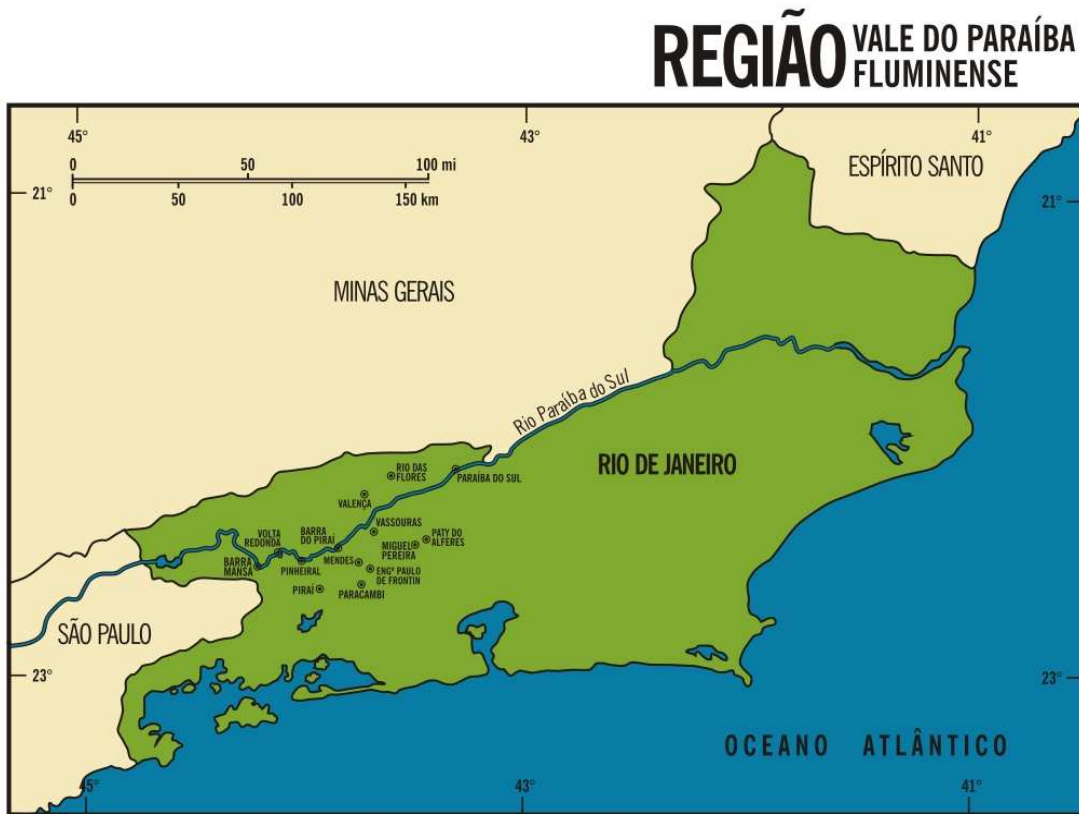 REGIÃO VALE DO PARAÍBA
FLUMINENSE
45°
43°
41°
0 50 100 mi
0 50 100 150 km
21°
21°
ESPÍRITO SANTO
MINAS GERAIS
Rio Paraíba do Sul
RIO DE JANEIRO
RIO DAS
FLORES
PARAÍBA DO SUL
VALENÇA
VASSOURAS
BARRA
DO PIRAÍ
VOLTA
REDONDA
PATY DO
ALFERES
MIGUEL
PEREIRA
BARRA
MANSA
PINHEIRAL
MENDES
ENGº PAULO
DE FRONTIN
PIRAÍ
PARACAMBI
SÃO PAULO
23°
23°
OCEANO ATLÂNTICO
45°
43°
41°